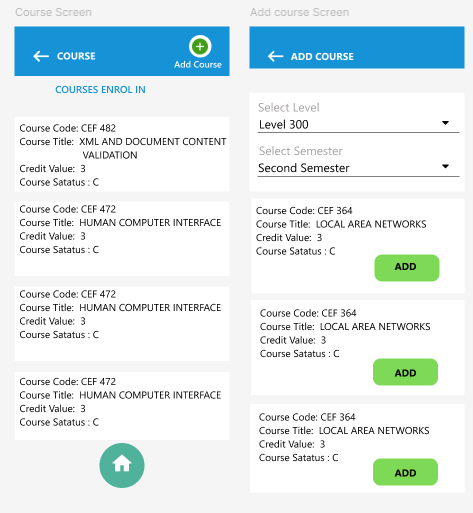 Course Screen
COURSE
Add Course
COURSES ENROL IN
Course Code: CEF 482
Course Title: XML AND DOCUMENT CONTENT
VALIDATION
Credit Value: 3
Course Satatus : C
Course Code: CEF 472
Course Title: HUMAN COMPUTER INTERFACE
Credit Value: 3
Course Satatus : C
Course Code: CEF 472
Course Title: HUMAN COMPUTER INTERFACE
Credit Value: 3
Course Satatus : C
Course Code: CEF 472
Course Title: HUMAN COMPUTER INTERFACE
Credit Value: 3
Course Satatus : C
Add course Screen
ADD COURSE
Select Level
Level 300
Select Semester
Second Semester
Course Code: CEF 364
Course Title: LOCAL AREA NETWORKS
Credit Value: 3
Course Satatus : C
ADD
Course Code: CEF 364
Course Title: LOCAL AREA NETWORKS
Credit Value: 3
Course Satatus : C
ADD
Course Code: CEF 364
Course Title: LOCAL AREA NETWORKS
Credit Value: 3
Course Satatus : C
ADD